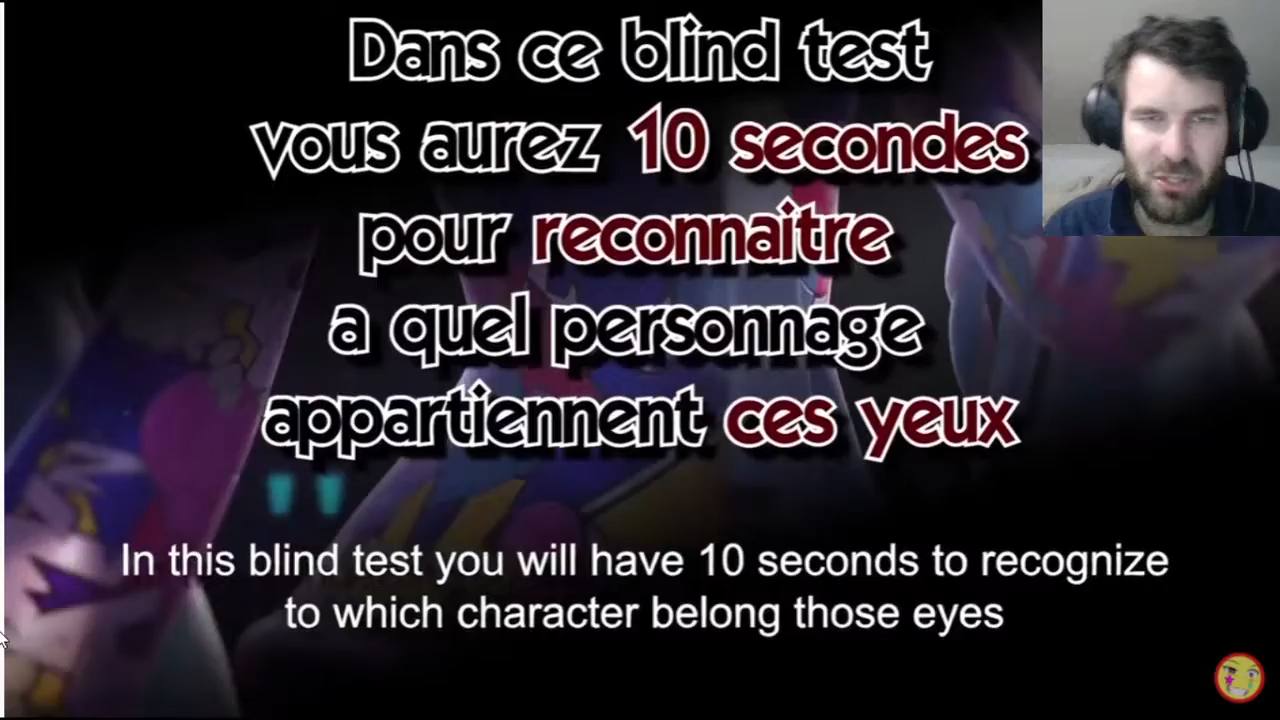 Dans ce blind test
vous aurez 10 secondes
pour reconnaitre
a quel personnage
appartiennent ces yeux
In this blind test you will have 10 seconds to recognize
to which character belong those eyes